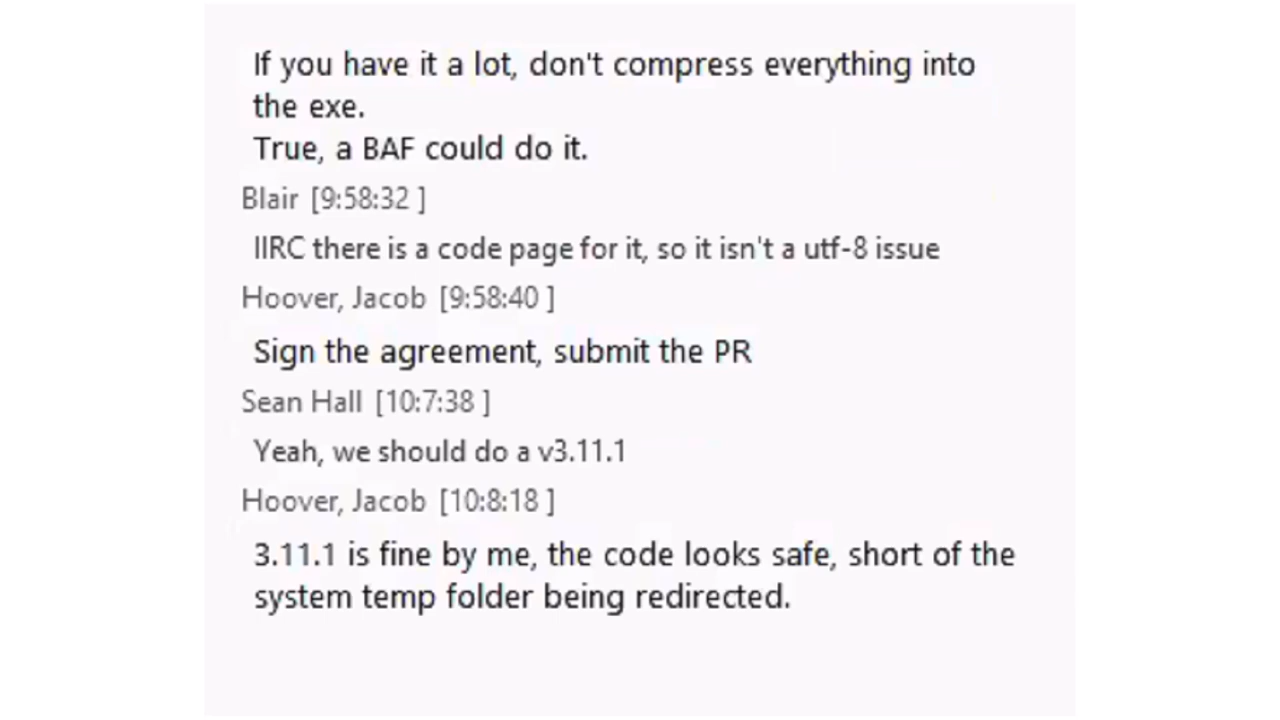 If you have it a lot, don't compress everything into
the exe.
True, a BAF could do it.
Blair [9:58:32 ]
IIRC there is a code page for it, so it isn't a utf-8 issue
Hoover, Jacob [9:58:40 ]
Sign the agreement, submit the PR
Sean Hall [10:7:38 ]
Yeah, we should do a v3.11.1
Hoover, Jacob [10:8:18 ]
3.11.1 is fine by me, the code looks safe, short of the
system temp folder being redirected.